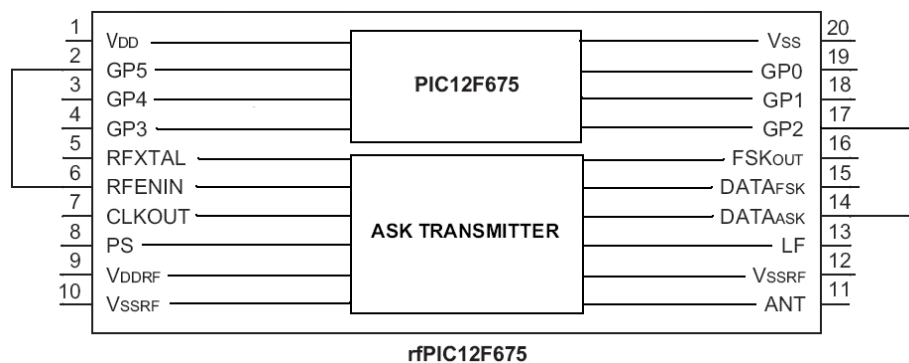 1 VDD VSS 20
2 GP5 GP0 19
PIC12F675
3 GP4 GP1 18
4 GP3 GP2 17
5 RFXTAL FSKOUT 16
6 RFENIN DATAFSK 15
7 CLKOUT DATAASK 14
ASK TRANSMITTER
8 PS LF 13
9 VDDRF VSSRF 12
10 VSSRF ANT 11
rfPIC12F675